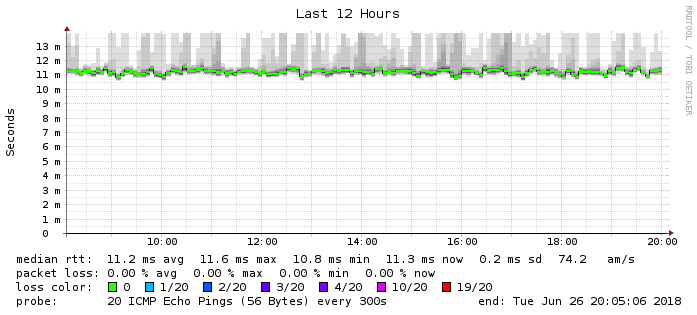 Last 12 Hours
RRDTOOL / TOBI OETIKER
Seconds
13 m
12 m
11 m
10 m
9 m
8 m
7 m
6 m
5 m
4 m
3 m
2 m
1 m
0
10:00 12:00 14:00 16:00 18:00 20:00
median rtt: 11.2 ms avg 11.6 ms max 10.8 ms min 11.3 ms now 0.2 ms sd 74.2 am/s
packet loss: 0.00 % avg 0.00 % max 0.00 % min 0.00 % now
loss color: 0 1/20 2/20 3/20 4/20 10/20 19/20
probe: 20 ICMP Echo Pings (56 Bytes) every 300s end: Tue Jun 26 20:05:06 2018